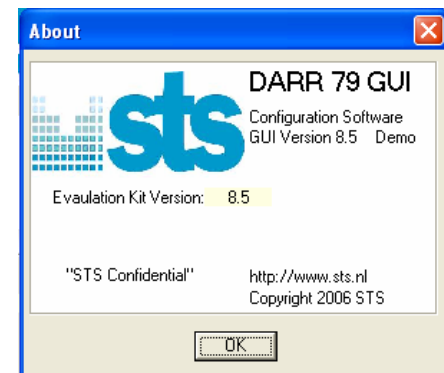 About
sts
DARR 79 GUI
Configuration Software
GUI Version 8.5 Demo
Evaulation Kit Version: 8.5
"STS Confidential"
http://www.sts.nl
Copyright 2006 STS
OK